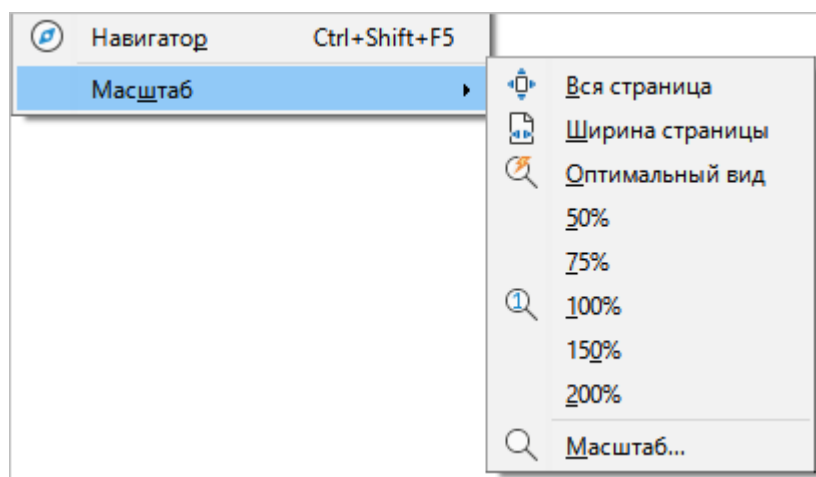 Навигатор Ctrl+Shift+F5
Масштаб
Вся страница
Ширина страницы
Оптимальный вид
50%
75%
100%
150%
200%
Масштаб...